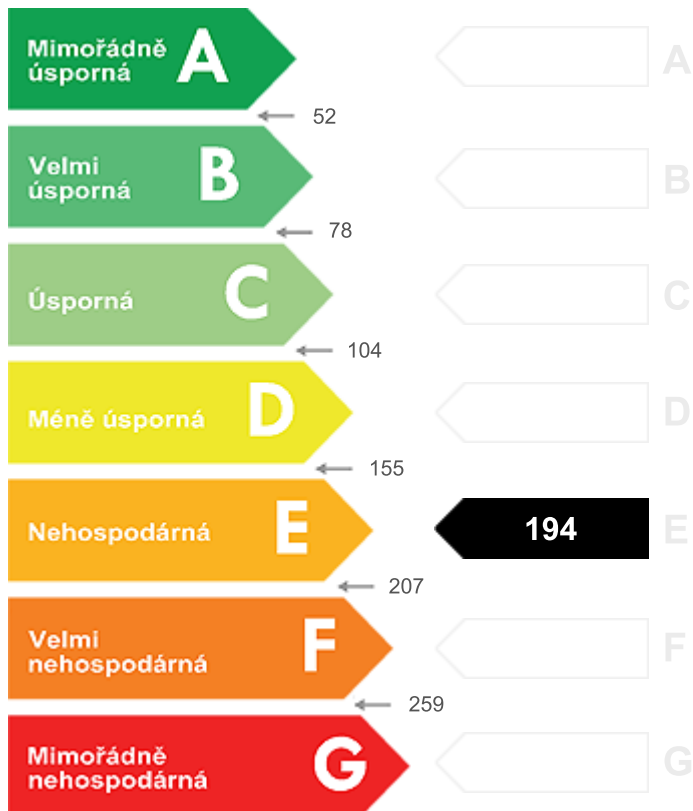 Mimořádně
úsporná
A
A
52
Velmi
úsporná
B
B
78
Úsporná
C
C
104
Méně úsporná
D
D
155
Nehospodárná
E
194
E
207
Velmi
nehospodárná
F
F
259
Mimořádně
nehospodárná
G
G